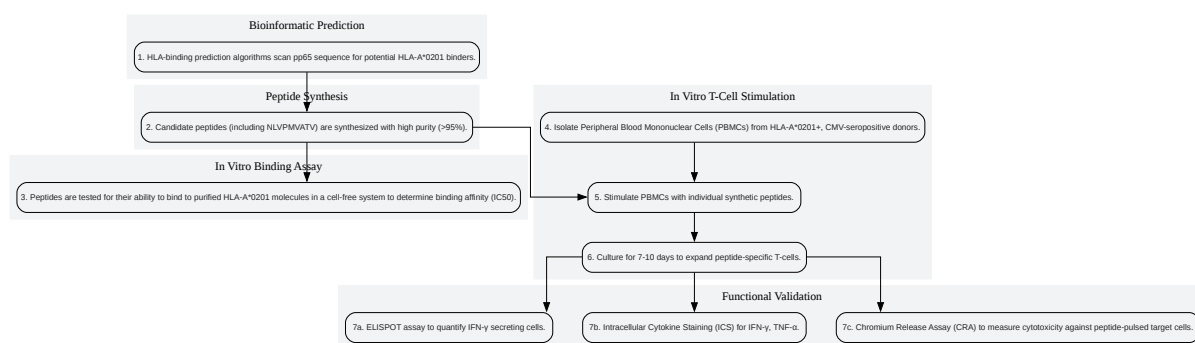 Bioinformatic Prediction
1. HLA-binding prediction algorithms scan pp65 sequence for potential HLA-A*0201 binders.
Peptide Synthesis
2. Candidate peptides (including NLVPMVATV) are synthesized with high purity (>95%).
In Vitro Binding Assay
3. Peptides are tested for their ability to bind to purified HLA-A*0201 molecules in a cell-free system to determine binding affinity (IC50).
In Vitro T-Cell Stimulation
4. Isolate Peripheral Blood Mononuclear Cells (PBMCs) from HLA-A*0201+, CMV-seropositive donors.
5. Stimulate PBMCs with individual synthetic peptides.
6. Culture for 7-10 days to expand peptide-specific T-cells.
Functional Validation
7a. ELISPOT assay to quantify IFN-γ secreting cells.
7b. Intracellular Cytokine Staining (ICS) for IFN-γ, TNF-α.
7c. Chromium Release Assay (CRA) to measure cytotoxicity against peptide-pulsed target cells.